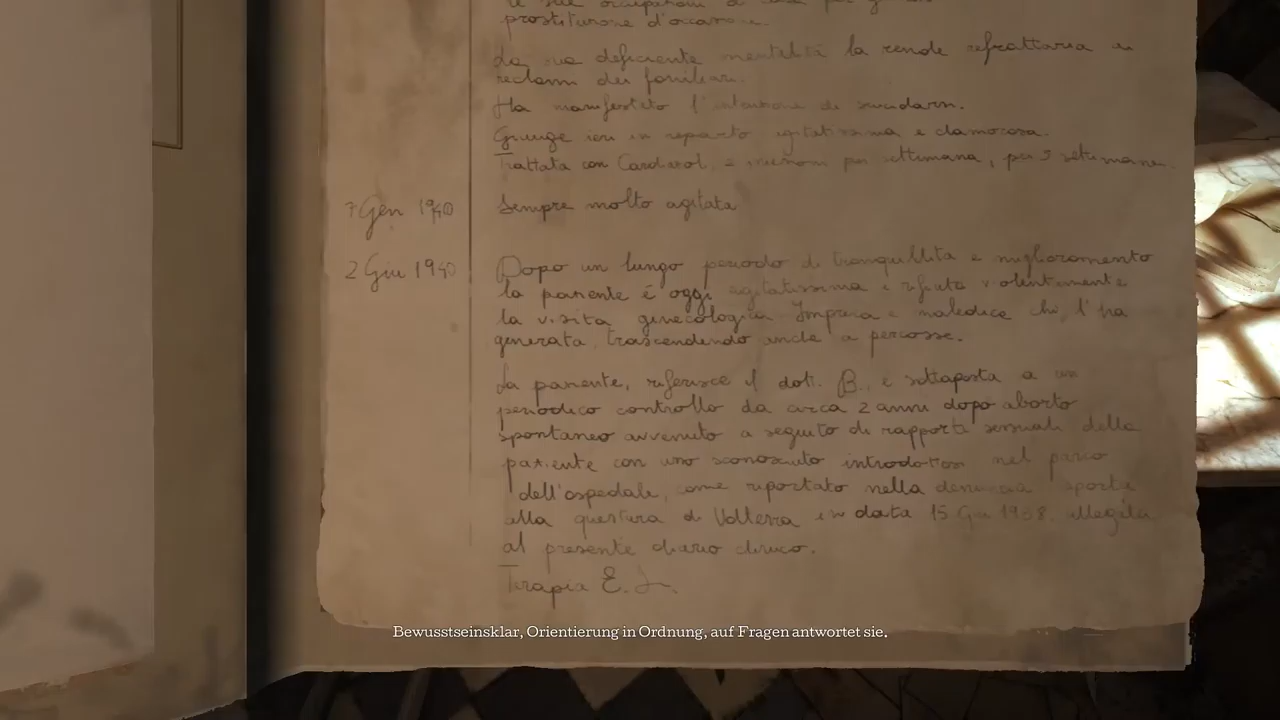 prostituzione d'occasione.
La sua deficiente mentalità la rende refrattaria ai
reclami dei familiari.
Ha manifestato l'intenzione di suicidarsi.
Giunge ieri in reparto agitatissima e clamorosa.
Trattata con Cardiazol, 2 iniezioni per settimana, per 5 settimane.
7 Gen 1940 Sempre molto agitata
2 Giu 1940 Dopo un lungo periodo di tranquillità e miglioramento
la paziente é oggi agitatissima e rifiuta violentemente
la visita ginecologica. Impreca e maledice chi l'ha
generata, trascendendo anche a percosse.
La paziente, riferisce il dott. B., e sottoposta a un
periodico controllo da circa 2 anni dopo aborto
spontaneo avvenuto a seguito di rapporti sessuali della
paziente con uno sconosciuto introdottosi nel parco
dell'ospedale, come riportato nella denuncia sporta
alla questura di Volterra in data 15 Giu 1938, allegata
al presente diario clinico.
Terapia E.
Bewusstseinsklar, Orientierung in Ordnung, auf Fragen antwortet sie.